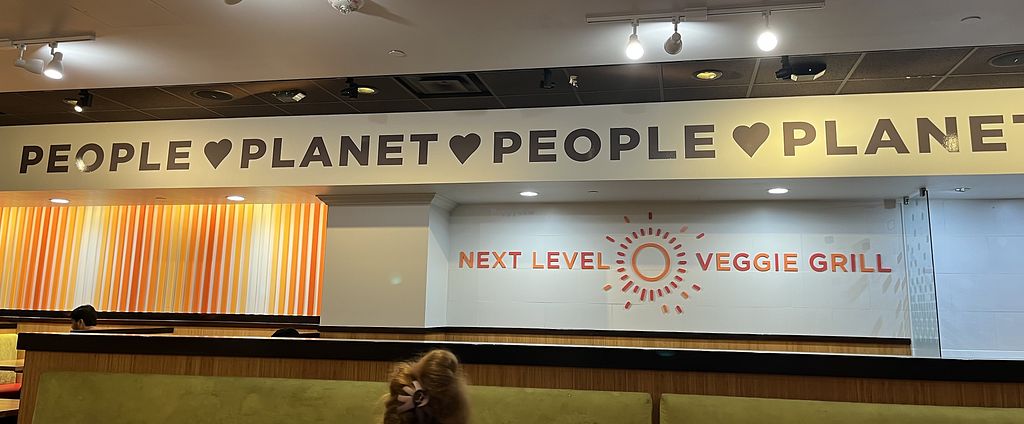 PEOPLE ♥ PLANET ♥ PEOPLE ♥ PLANET
NEXT LEVEL VEGGIE GRILL